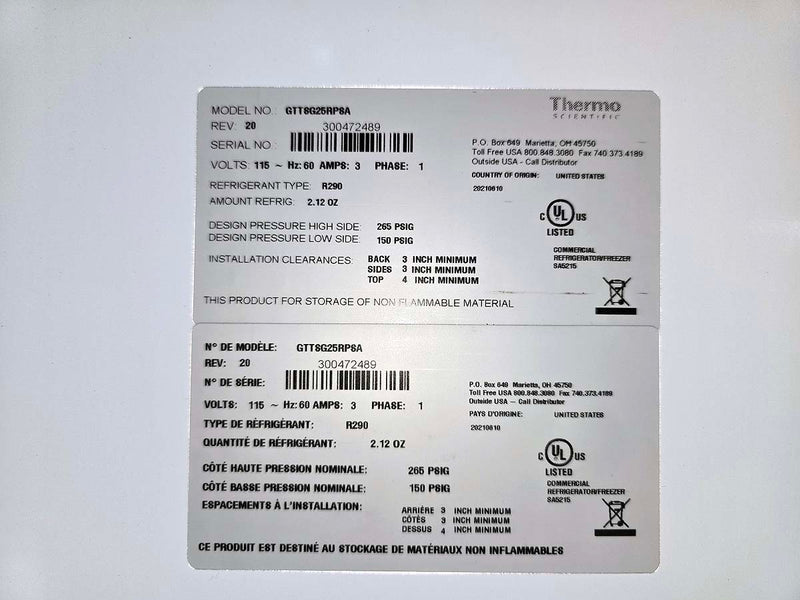 Thermo
SCIENTIFIC
MODEL NO.: GTTSG25RPSA
REV: 20
300472489
SERIAL NO.:
VOLTS: 115 ~ Hz: 60 AMPS: 3 PHASE: 1
REFRIGERANT TYPE: R290
AMOUNT REFRIG: 2.12 OZ
DESIGN PRESSURE HIGH SIDE: 265 PSIG
DESIGN PRESSURE LOW SIDE: 150 PSIG
INSTALLATION CLEARANCES: BACK 3 INCH MINIMUM
SIDES 3 INCH MINIMUM
TOP 4 INCH MINIMUM
THIS PRODUCT FOR STORAGE OF NON FLAMMABLE MATERIAL
P.O. Box 649 Marietta, OH 45750
Toll Free USA 800.848.3080 Fax 740.373.4189
Outside USA - Call Distributor
COUNTRY OF ORIGIN: UNITED STATES
20210610
C UL US
LISTED
COMMERCIAL
REFRIGERATOR/FREEZER
SA5215
N° DE MODÈLE: GTTSG25RPSA
REV: 20
300472489
N° DE SÉRIE:
VOLTS: 115 ~ Hz: 60 AMPS: 3 PHASE: 1
TYPE DE RÉFRIGÉRANT: R290
QUANTITÉ DE RÉFRIGÉRANT: 2.12 OZ
CÔTÉ HAUTE PRESSION NOMINALE: 265 PSIG
CÔTÉ BASSE PRESSION NOMINALE: 150 PSIG
ESPACEMENTS À L'INSTALLATION:
ARRIÈRE 3 INCH MINIMUM
CÔTÉS 3 INCH MINIMUM
DESSUS 4 INCH MINIMUM
CE PRODUIT EST DESTINÉ AU STOCKAGE DE MATÉRIAUX NON INFLAMMABLES
P.O. Box 649 Marietta, OH 45750
Toll Free USA 800.848.3080 Fax 740.373.4189
Outside USA - Call Distributor
PAYS D'ORIGINE: UNITED STATES
20210610
C UL US
LISTED
COMMERCIAL
REFRIGERATOR/FREEZER
SA5215